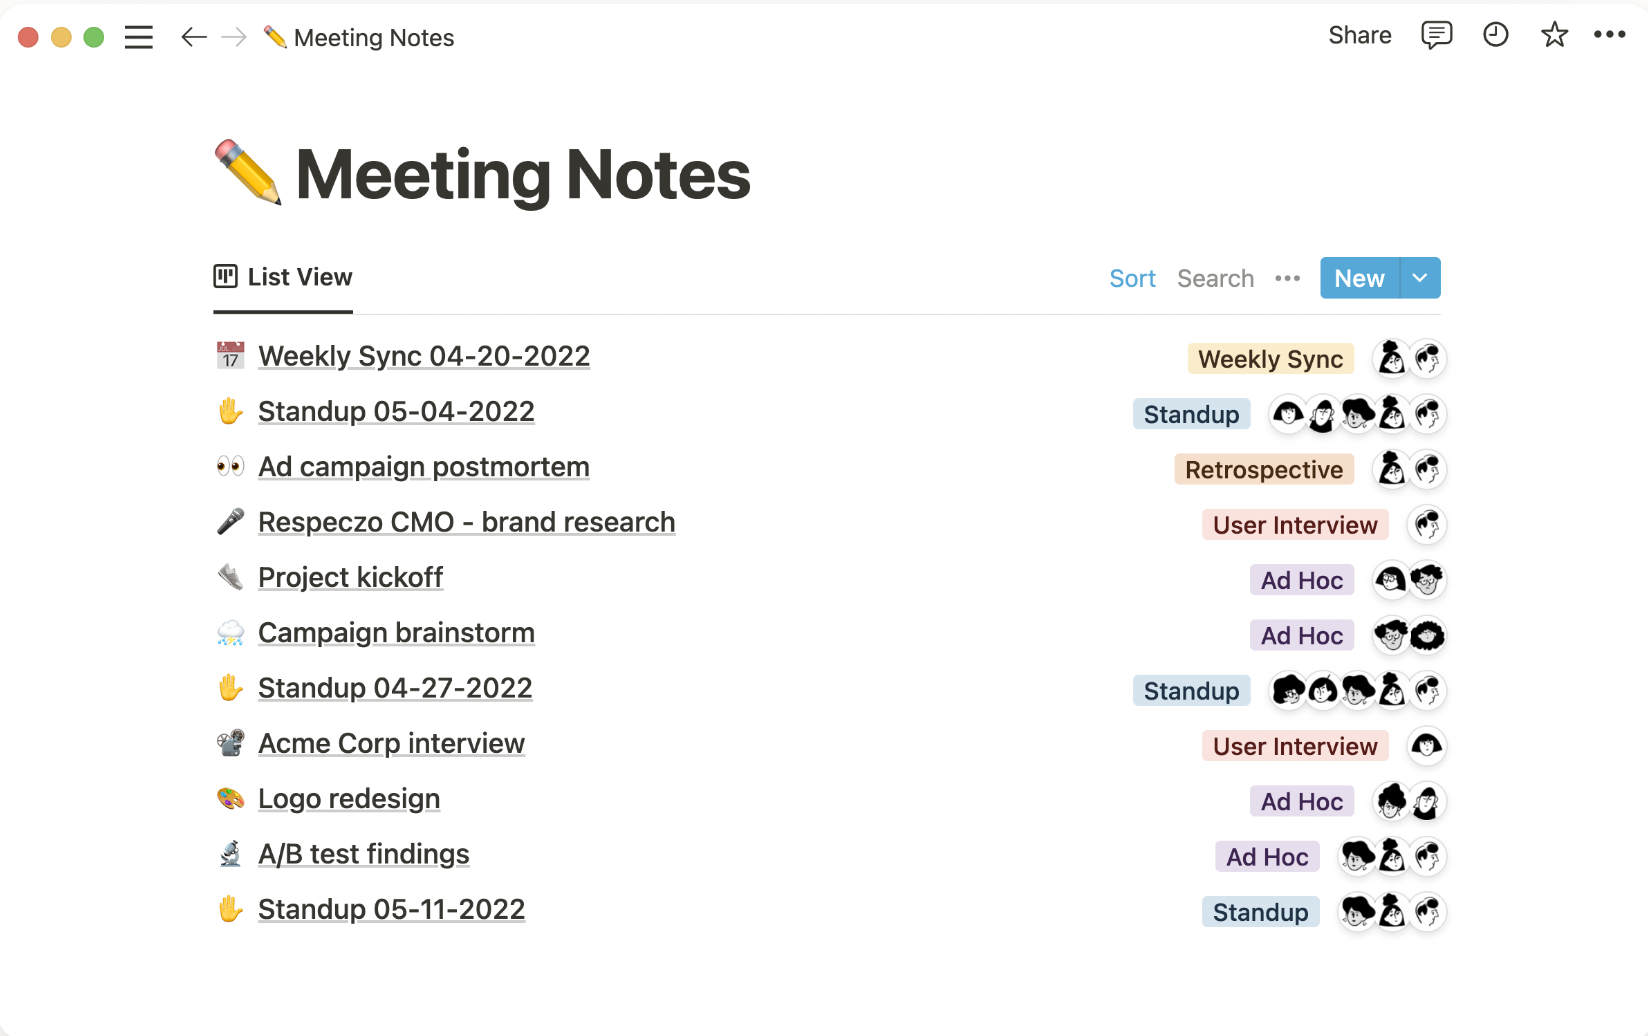 ✏️ Meeting Notes
Share
✏️ Meeting Notes
List View
Sort Search New
17 Weekly Sync 04-20-2022 Weekly Sync
Standup 05-04-2022 Standup
Ad campaign postmortem Retrospective
Respeczo CMO - brand research User Interview
Project kickoff Ad Hoc
Campaign brainstorm Ad Hoc
Standup 04-27-2022 Standup
Acme Corp interview User Interview
Logo redesign Ad Hoc
A/B test findings Ad Hoc
Standup 05-11-2022 Standup